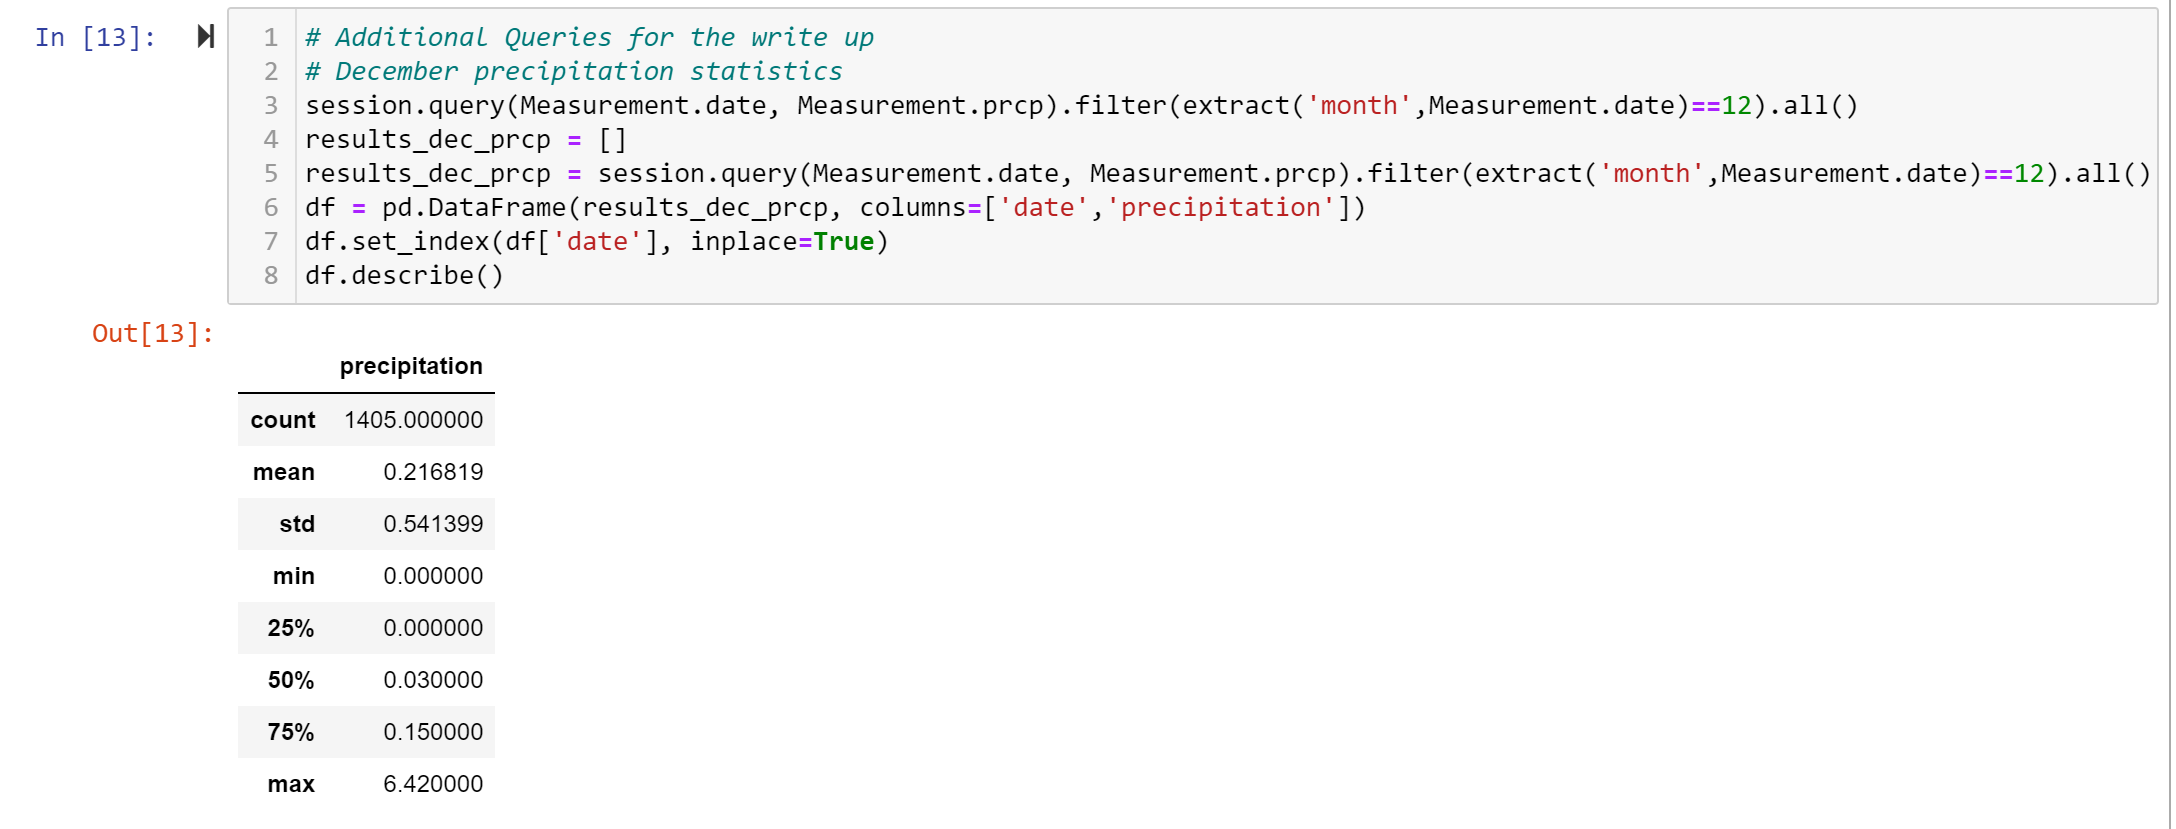 In [13]:
1 # Additional Queries for the write up
2 # December precipitation statistics
3 session.query(Measurement.date, Measurement.prcp).filter(extract('month',Measurement.date)==12).all()
4 results_dec_prcp = []
5 results_dec_prcp = session.query(Measurement.date, Measurement.prcp).filter(extract('month',Measurement.date)==12).all()
6 df = pd.DataFrame(results_dec_prcp, columns=['date','precipitation'])
7 df.set_index(df['date'], inplace=True)
8 df.describe()
Out[13]:
precipitation
count 1405.000000
mean 0.216819
std 0.541399
min 0.000000
25% 0.000000
50% 0.030000
75% 0.150000
max 6.420000